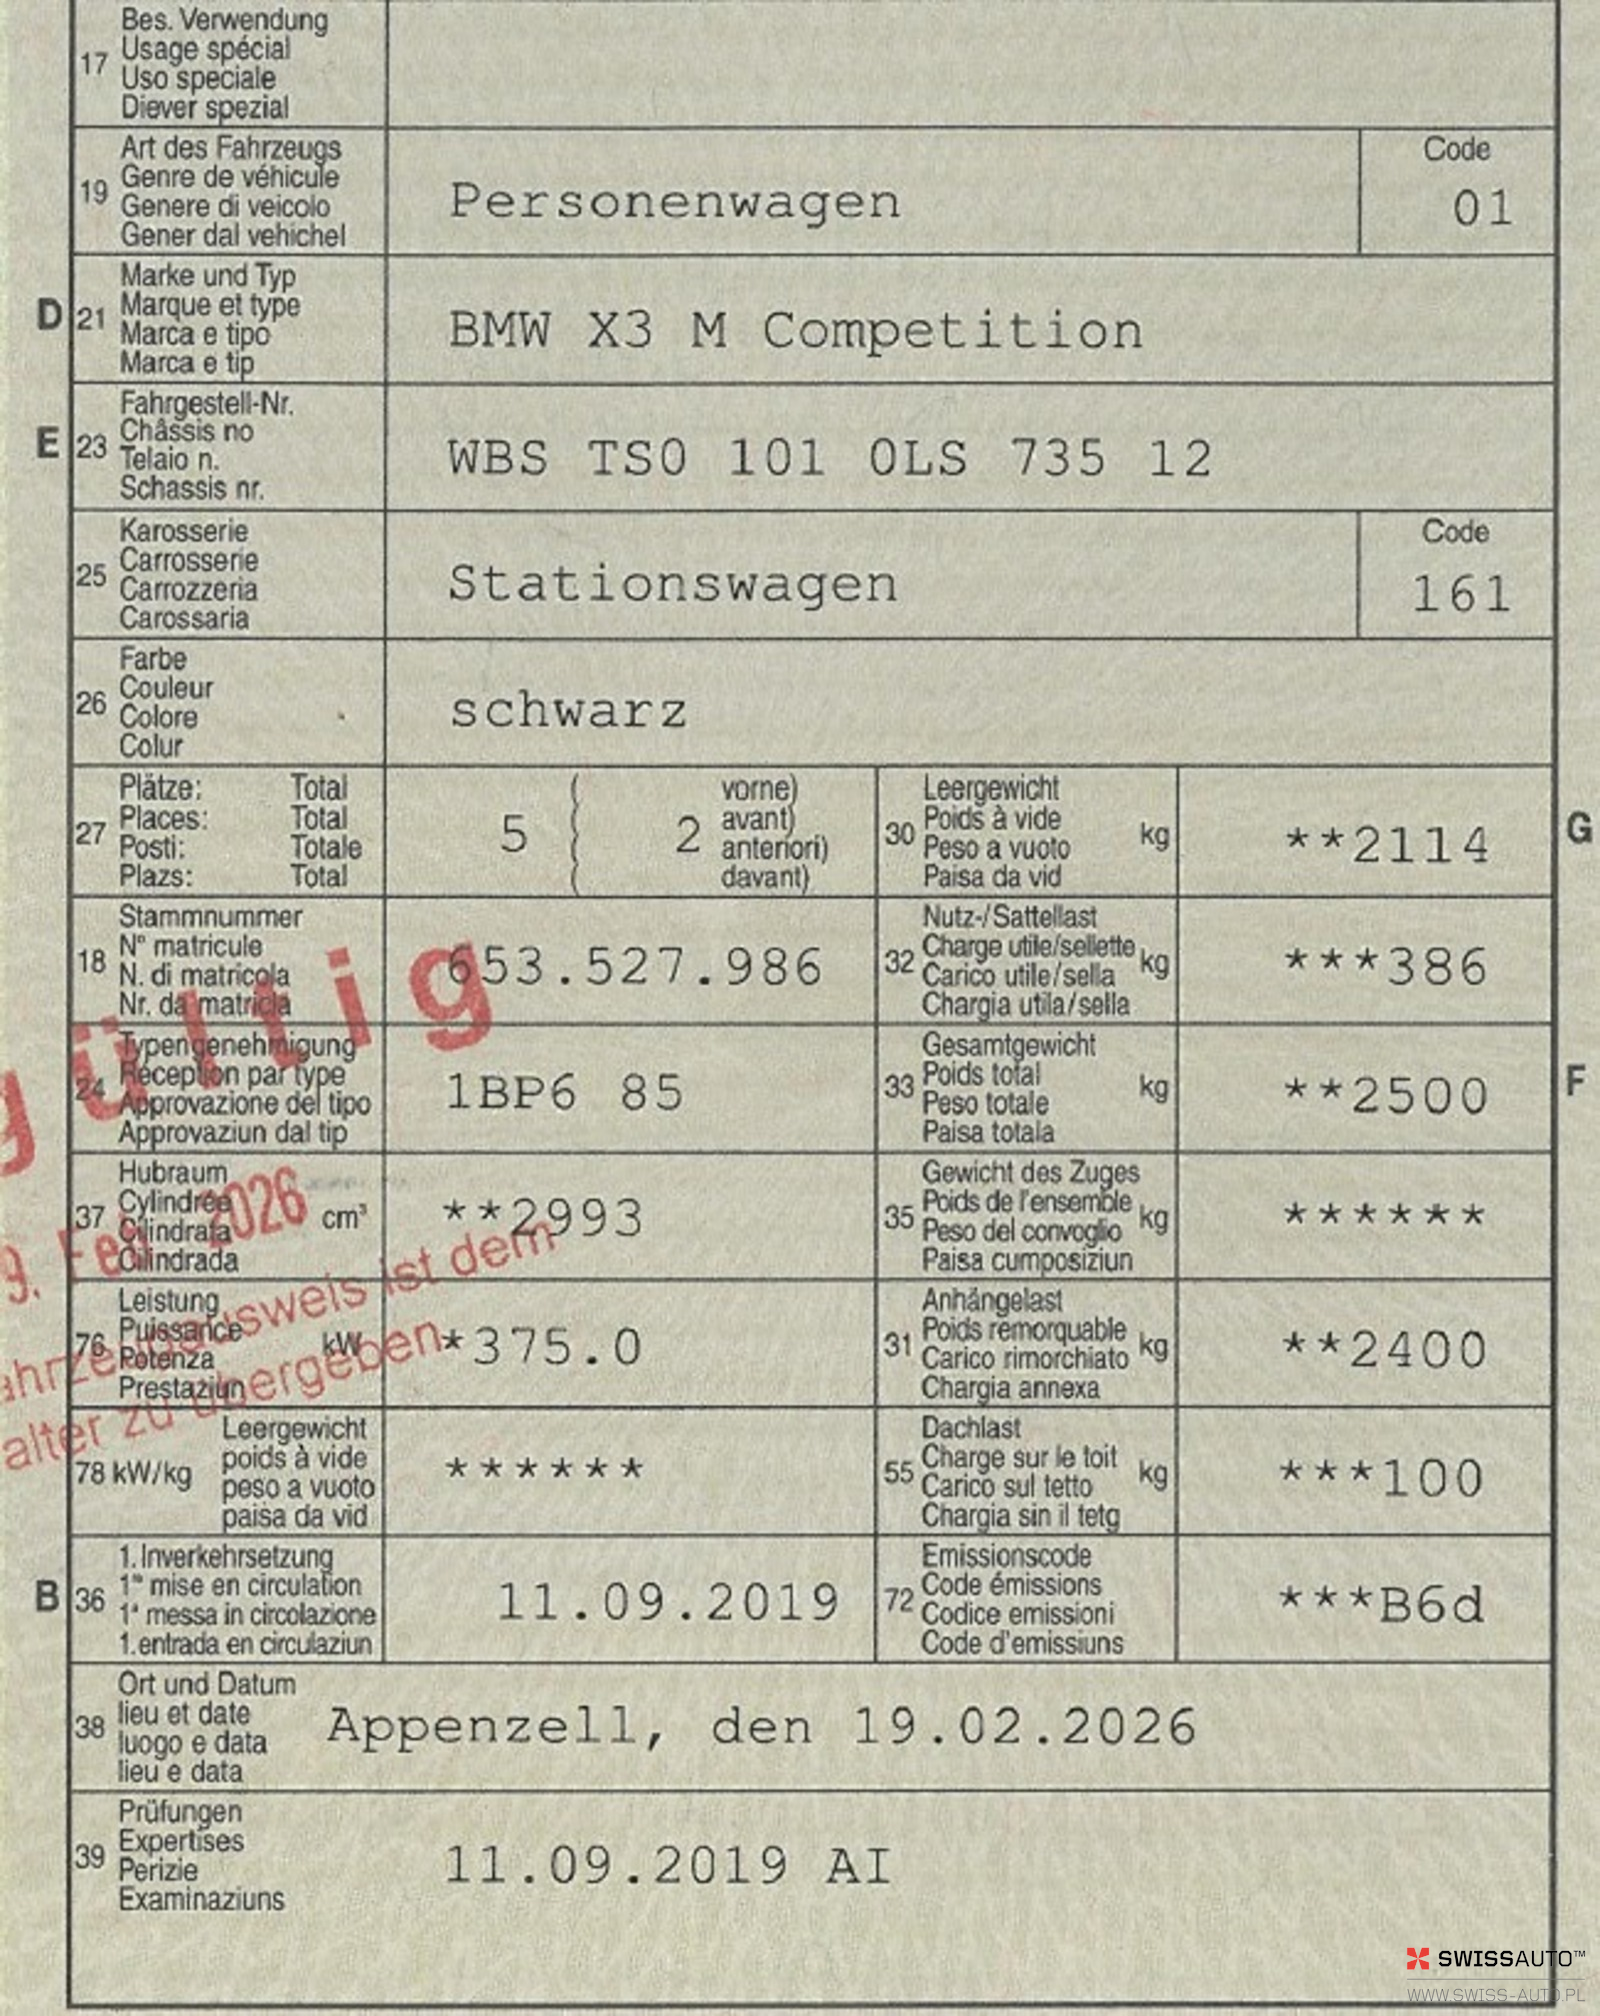 17
Bes. Verwendung
Usage spécial
Uso speciale
Diever spezial
19
Art des Fahrzeugs
Genre de véhicule
Genere di veicolo
Gener dal vehichel
Personenwagen
Code
01
D
21
Marke und Typ
Marque et type
Marca e tipo
Marca e tip
BMW X3 M Competition
E
23
Fahrgestell-Nr.
Châssis no
Telaio n.
Schassis nr.
WBS TS0 101 0LS 735 12
25
Karosserie
Carrosserie
Carrozzeria
Carossaria
Stationswagen
Code
161
26
Farbe
Couleur
Colore
Colur
schwarz
27
Plätze: Total
Places: Total
Posti: Totale
Plazs: Total
5 ( 2
vorne)
avant)
anteriori)
davant)
30
Leergewicht
Poids à vide
Peso a vuoto
Paisa da vid
kg
**2114
G
18
Stammnummer
N° matricule
N. di matricola
Nr. da matricla
653.527.986
32
Nutz-/Sattellast
Charge utile/sellette
Carico utile/sella
Chargia utila/sella
kg
***386
24
Typengenehmigung
Réception par type
Approvazione del tipo
Approvaziun dal tip
1BP6 85
33
Gesamtgewicht
Poids total
Peso totale
Paisa totala
kg
**2500
F
37
Hubraum
Cylindrée
Cilindrata
Cilindrada
cm³
**2993
35
Gewicht des Zuges
Poids de l'ensemble
Peso del convoglio
Paisa cumposiziun
kg
******
76
Leistung
Puissance
Potenza
Prestaziun
kW
*375.0
31
Anhängelast
Poids remorquable
Carico rimorchiato
Chargia annexa
kg
**2400
78 kW/kg
Leergewicht
poids à vide
peso a vuoto
paisa da vid
******
55
Dachlast
Charge sur le toit
Carico sul tetto
Chargia sin il tetg
kg
***100
B
36
1. Inverkehrsetzung
1re mise en circulation
1a messa in circolazione
1. entrada en circulaziun
11.09.2019
72
Emissionscode
Code émissions
Codice emissioni
Code d'emissiuns
***B6d
38
Ort und Datum
lieu et date
luogo e data
lieu e data
Appenzell, den 19.02.2026
39
Prüfungen
Expertises
Perizie
Examinaziuns
11.09.2019 AI
gültig
9. Feb. 2026
ahrzeugausweis ist dem
alter zu übergeben
SWISSAUTO™
WWW.SWISS-AUTO.PL